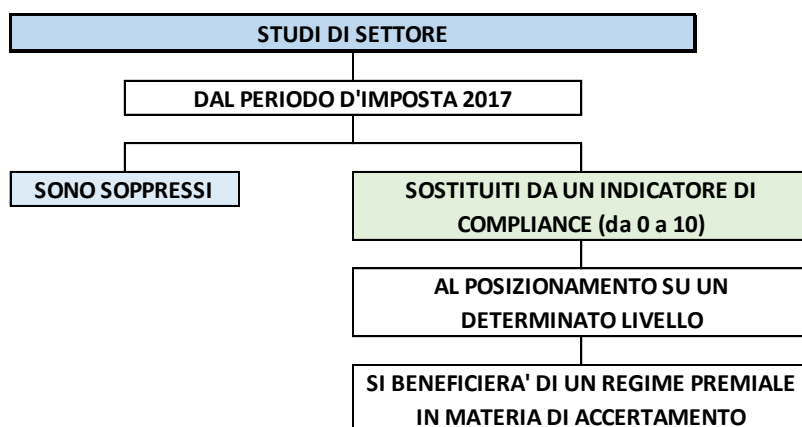 STUDI DI SETTORE
DAL PERIODO D'IMPOSTA 2017
SONO SOPPRESSI
SOSTITUITI DA UN INDICATORE DI
COMPLIANCE (da 0 a 10)
AL POSIZIONAMENTO SU UN
DETERMINATO LIVELLO
SI BENEFICIERA' DI UN REGIME PREMIALE
IN MATERIA DI ACCERTAMENTO